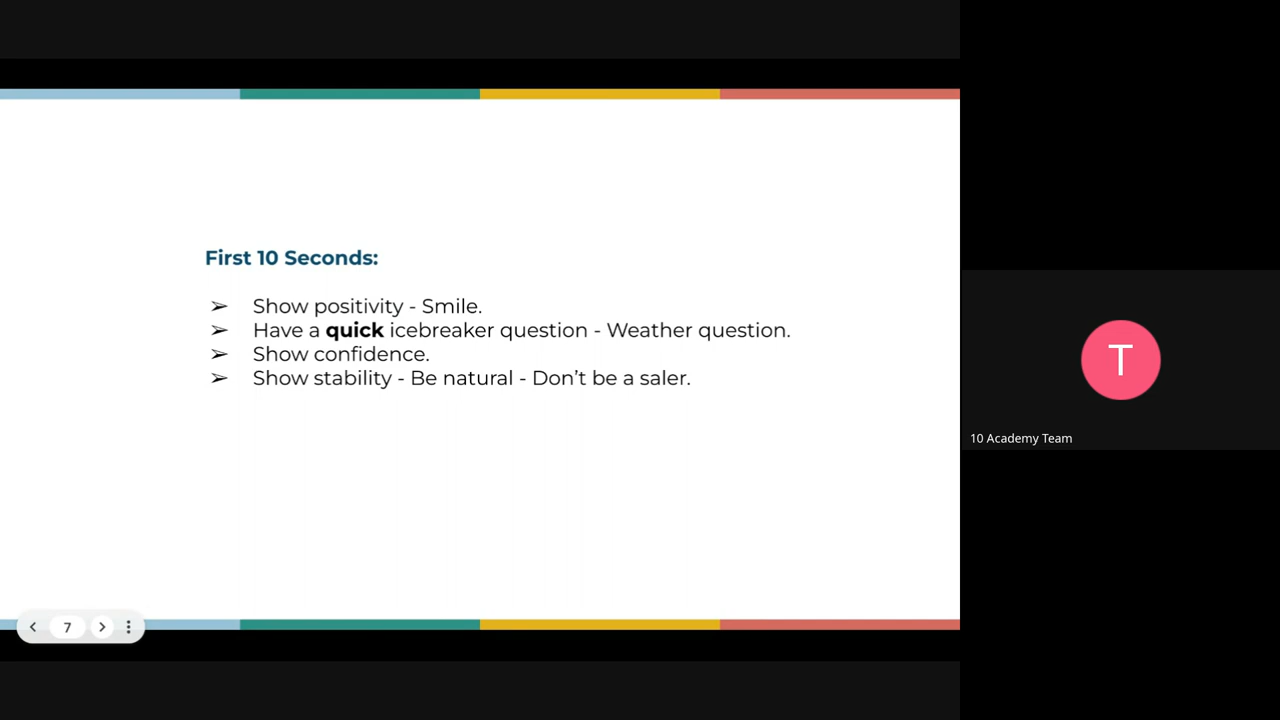 First 10 Seconds:
➢ Show positivity - Smile.
➢ Have a quick icebreaker question - Weather question.
➢ Show confidence.
➢ Show stability - Be natural - Don't be a saler.
T
10 Academy Team
7